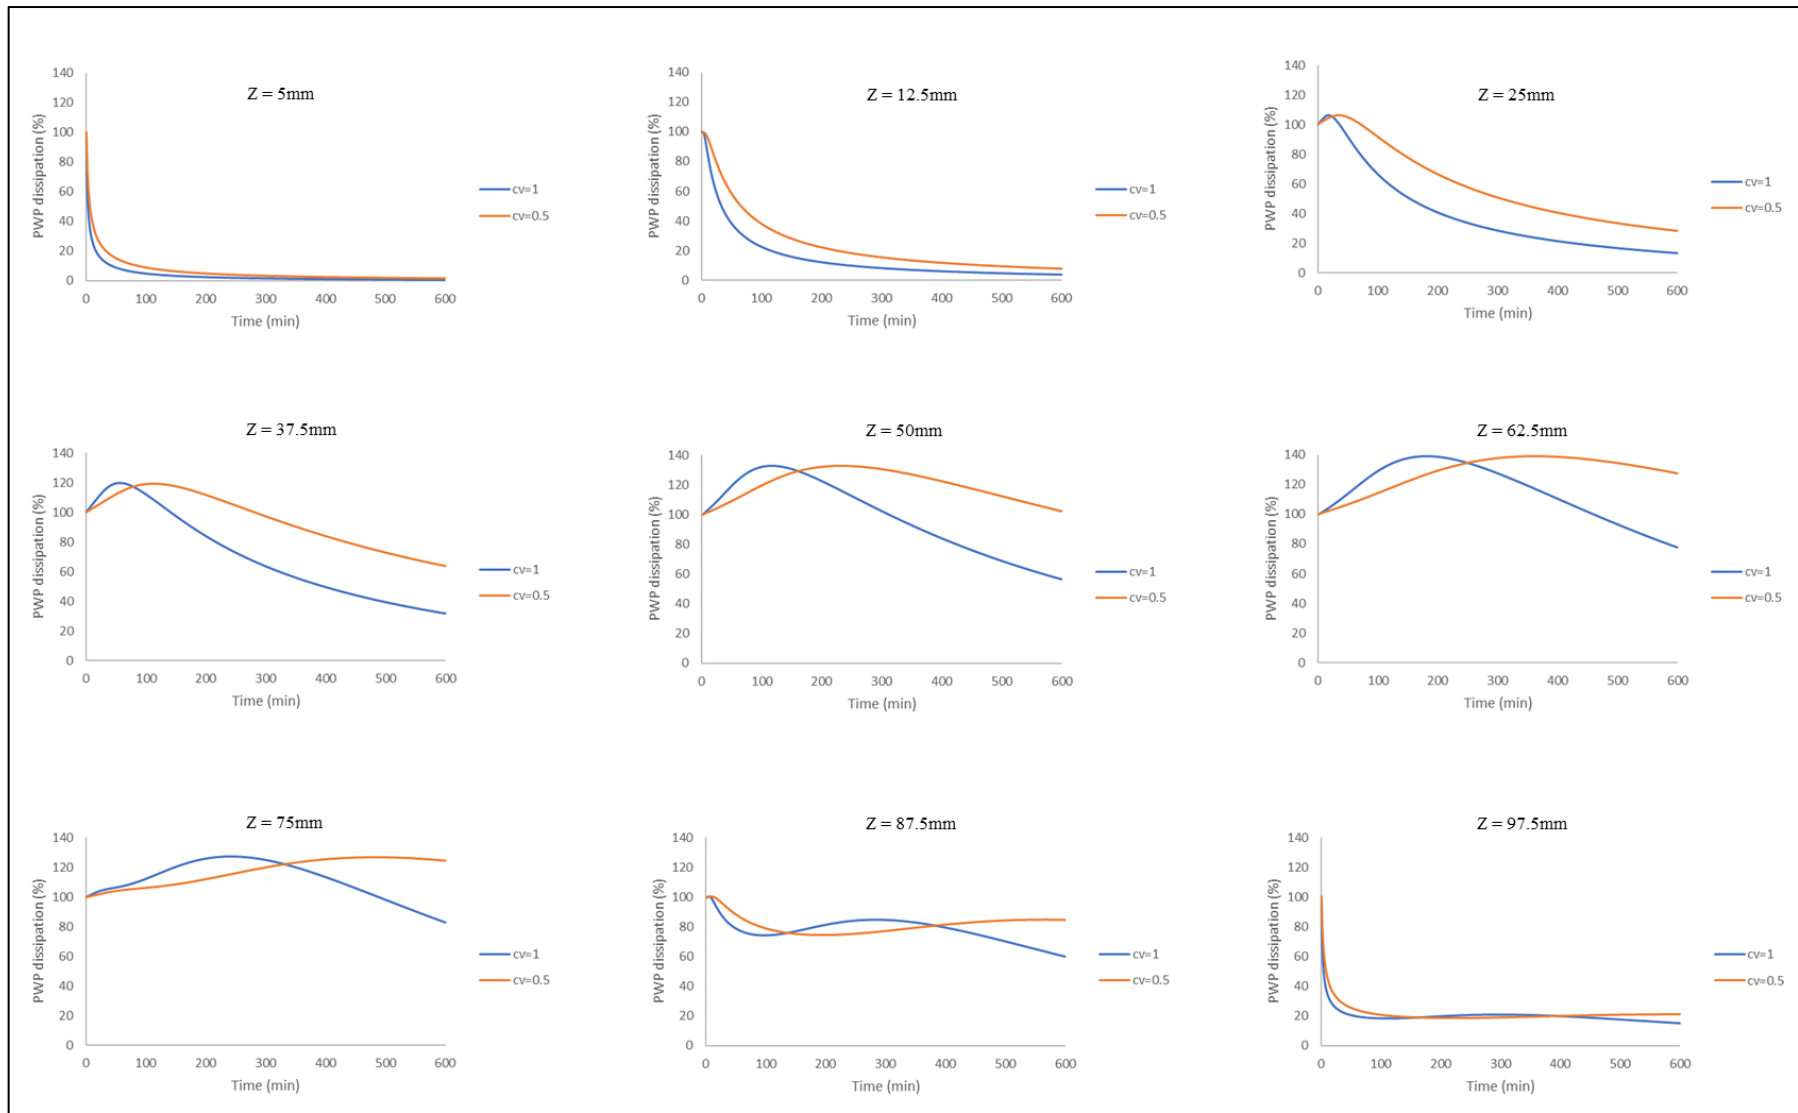 Z = 5mm
PWP dissipation (%)
140
120
100
80
60
40
20
0
0 100 200 300 400 500 600
Time (min)
cv=1
cv=0.5
Z = 12.5mm
PWP dissipation (%)
140
120
100
80
60
40
20
0
0 100 200 300 400 500 600
Time (min)
cv=1
cv=0.5
Z = 25mm
PWP dissipation (%)
140
120
100
80
60
40
20
0
0 100 200 300 400 500 600
Time (min)
cv=1
cv=0.5
Z = 37.5mm
PWP dissipation (%)
140
120
100
80
60
40
20
0
0 100 200 300 400 500 600
Time (min)
cv=1
cv=0.5
Z = 50mm
PWP dissipation (%)
140
120
100
80
60
40
20
0
0 100 200 300 400 500 600
Time (min)
cv=1
cv=0.5
Z = 62.5mm
PWP dissipation (%)
140
120
100
80
60
40
20
0
0 100 200 300 400 500 600
Time (min)
cv=1
cv=0.5
Z = 75mm
PWP dissipation (%)
140
120
100
80
60
40
20
0
0 100 200 300 400 500 600
Time (min)
cv=1
cv=0.5
Z = 87.5mm
PWP dissipation (%)
140
120
100
80
60
40
20
0
0 100 200 300 400 500 600
Time (min)
cv=1
cv=0.5
Z = 97.5mm
PWP dissipation (%)
140
120
100
80
60
40
20
0
0 100 200 300 400 500 600
Time (min)
cv=1
cv=0.5